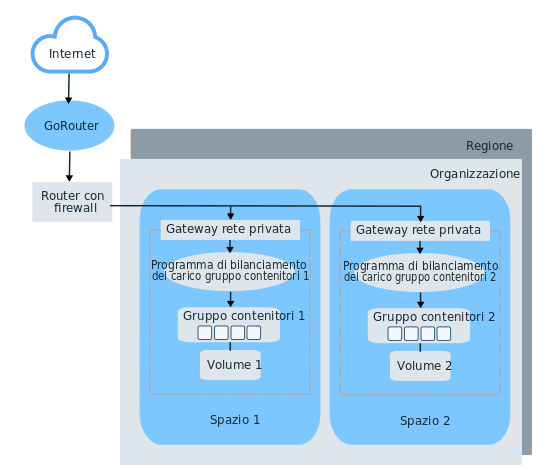 Internet
GoRouter
Regione
Organizzazione
Router con
firewall
Gateway rete privata
Programma di bilanciamento
del carico gruppo contenitori 1
Gruppo contenitori 1
Volume 1
Spazio 1
Gateway rete privata
Programma di bilanciamento
del carico gruppo contenitori 2
Gruppo contenitori 2
Volume 2
Spazio 2